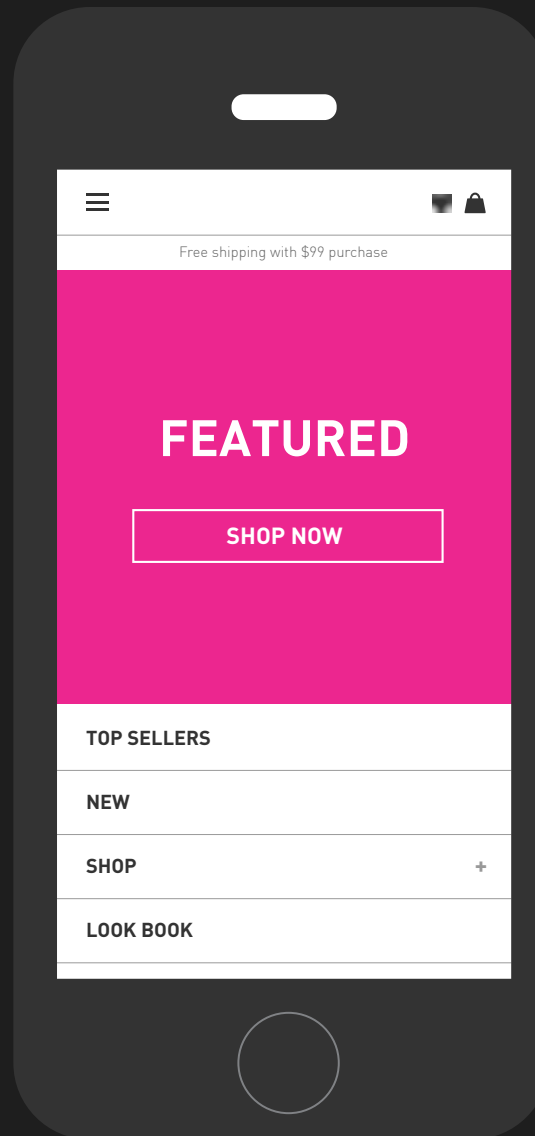 Free shipping with $99 purchase
FEATURED
SHOP NOW
TOP SELLERS
NEW
SHOP +
LOOK BOOK